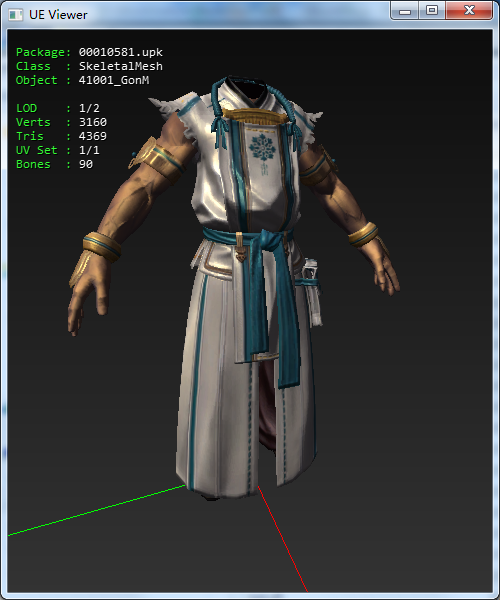 UE Viewer
Package: 00010581.upk
Class  : SkeletalMesh
Object : 41001_GonM
LOD    : 1/2
Verts  : 3160
Tris   : 4369
UV Set : 1/1
Bones  : 90